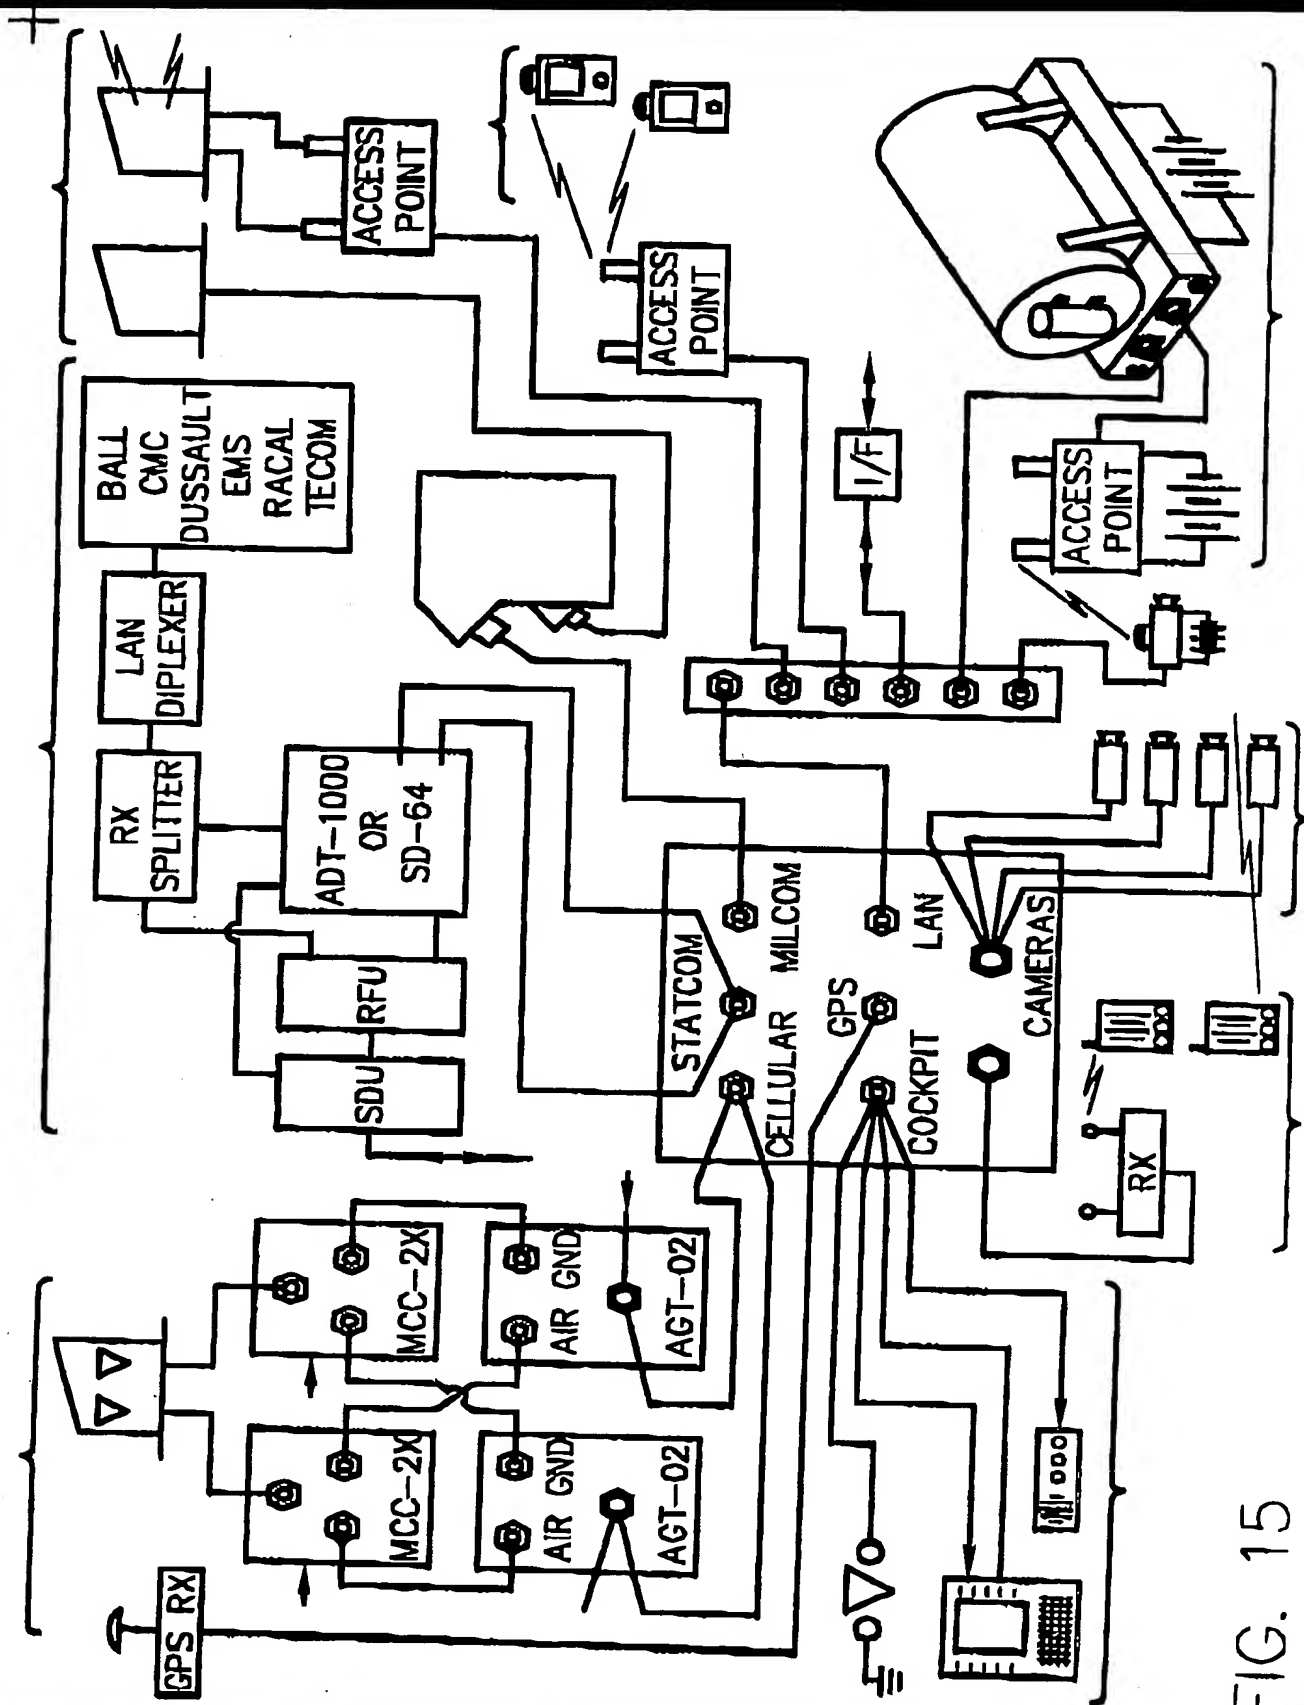 GPS RX
MCC-2X
MCC-2X
AIR GND
AGT-02
AIR GND
AGT-02
SDU
RFU
ADT-1000
OR
SD-64
RX
SPLITTER
LAN
DIPLEXER
BALL
CMC
DUSSAULT
EMS
RACAL
TECOM
ACCESS
POINT
ACCESS
POINT
I/F
ACCESS
POINT
STATCOM
CELLULAR
MILCOM
GPS
COCKPIT
LAN
CAMERAS
RX
FIG. 15